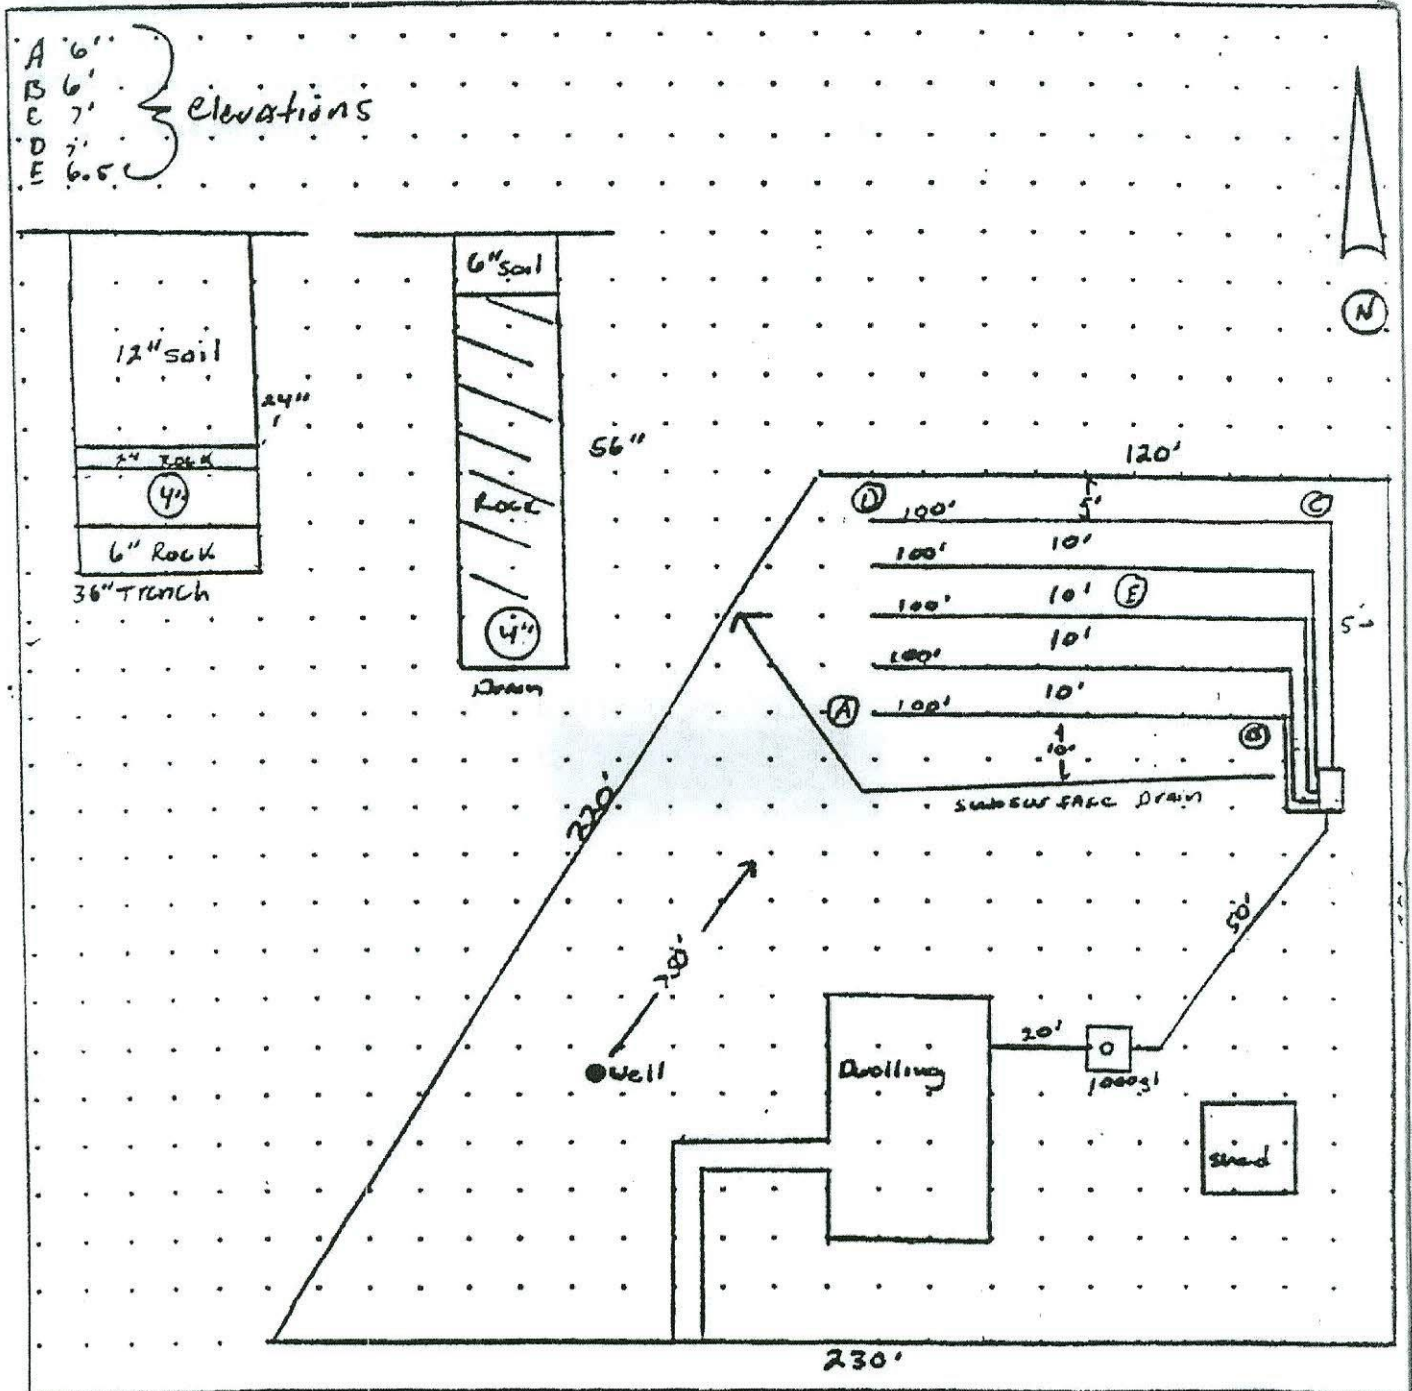 A 6''
B 6'
C 7'
D 7'
E 6.5
elevations
N
12" soil
24"
2" Rock
4"
6" Rock
36" Trench
6" soil
Rock
56"
4"
Drain
120'
D
100'
5'
C
100'
10'
100'
10'
E
5'
100'
10'
A
100'
10'
B
10'
subsurface Drain
220'
50'
Well
Dwelling
20'
1000gl
shed
230'